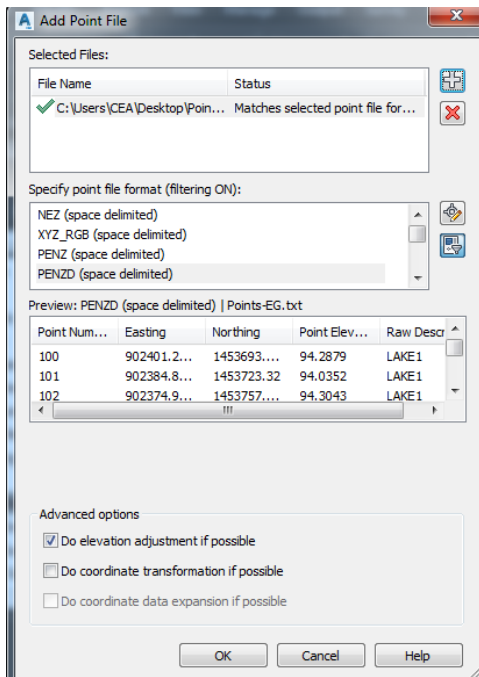 Add Point File
Selected Files:
File Name Status
C:\Users\CEA\Desktop\Poin... Matches selected point file for...
Specify point file format (filtering ON):
NEZ (space delimited)
XYZ_RGB (space delimited)
PENZ (space delimited)
PENZD (space delimited)
Preview: PENZD (space delimited) | Points-EG.txt
Point Num... Easting Northing Point Elev... Raw Descr
100 902401.2... 1453693.... 94.2879 LAKE1
101 902384.8... 1453723.32 94.0352 LAKE1
102 902374.9... 1453757.... 94.3043 LAKE1
Advanced options
Do elevation adjustment if possible
Do coordinate transformation if possible
Do coordinate data expansion if possible
OK Cancel Help